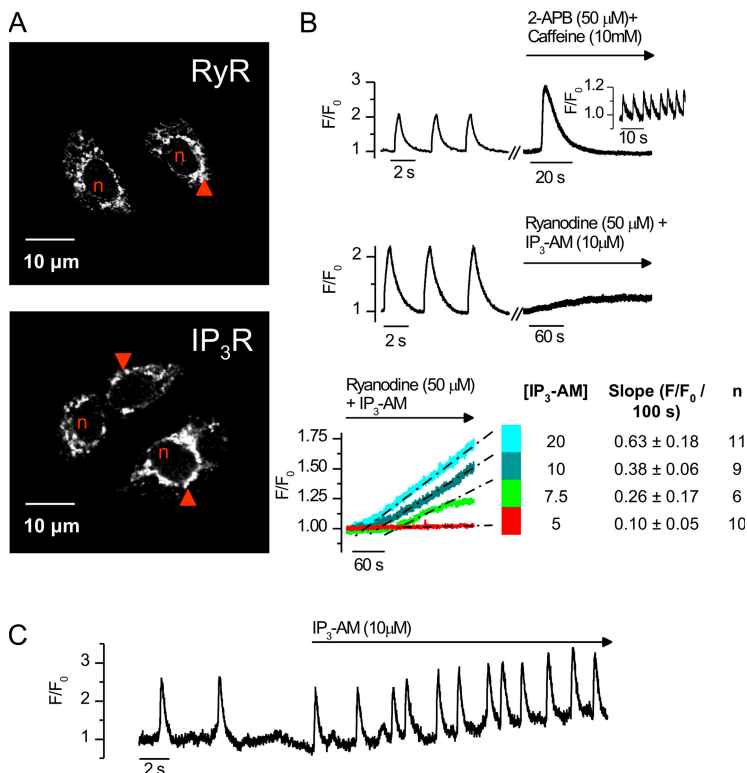 A
RyR
n
n
10 µm
IP3R
n
n
10 µm
B
2-APB (50 µM)+
Caffeine (10mM)
F/F0
3
2
1
2 s
20 s
F/F0
1.2
1.0
10 s
Ryanodine (50 µM) +
IP3-AM (10µM)
F/F0
2
1
2 s
60 s
Ryanodine (50 µM)
+ IP3-AM
F/F0
1.75
1.50
1.25
1.00
60 s
[IP3-AM] Slope (F/F0 / 100 s) n
20 0.63 ± 0.18 11
10 0.38 ± 0.06 9
7.5 0.26 ± 0.17 6
5 0.10 ± 0.05 10
C
IP3-AM (10µM)
F/F0
3
2
1
2 s